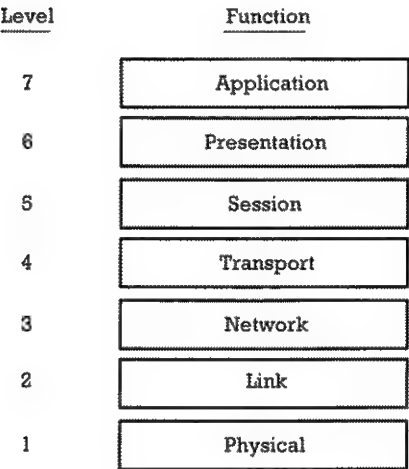 Level Function
7 Application
6 Presentation
5 Session
4 Transport
3 Network
2 Link
1 Physical